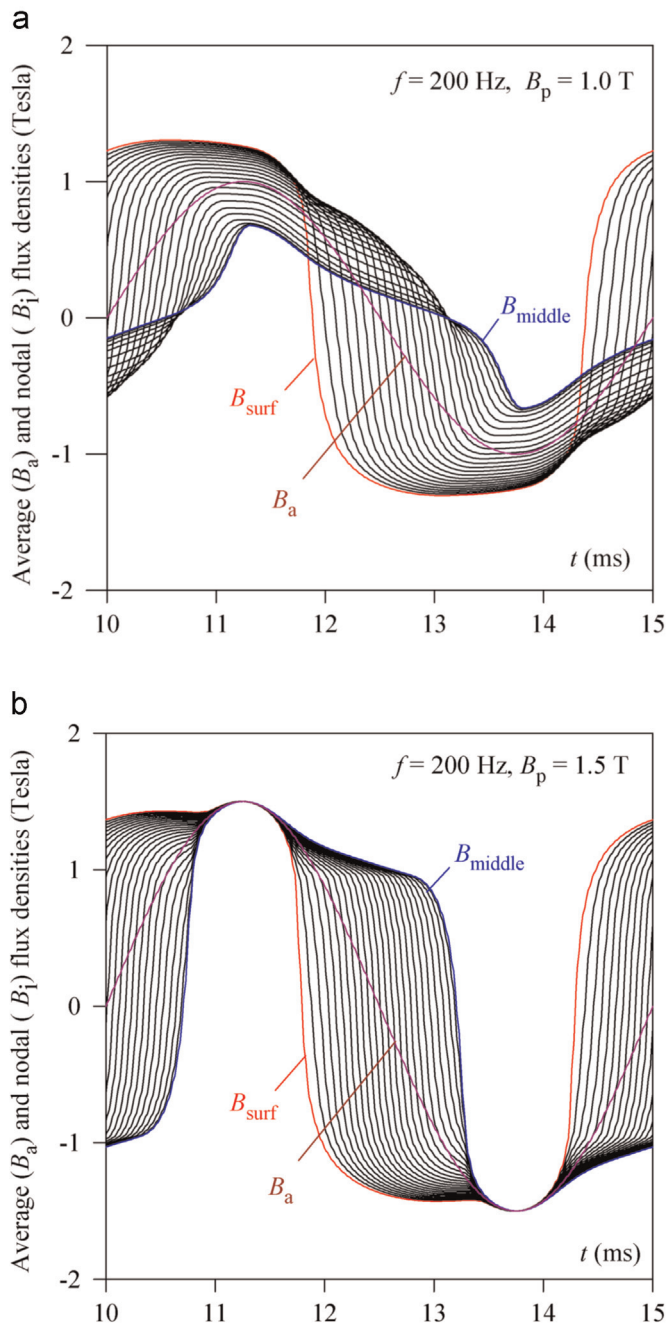 a
Average (Ba) and nodal ( Bi) flux densities (Tesla)
2
1
0
-1
-2
f = 200 Hz, Bp = 1.0 T
Bmiddle
Bsurf
Ba
t (ms)
10 11 12 13 14 15
b
Average (Ba) and nodal ( Bi) flux densities (Tesla)
2
1
0
-1
-2
f = 200 Hz, Bp = 1.5 T
Bmiddle
Bsurf
Ba
t (ms)
10 11 12 13 14 15